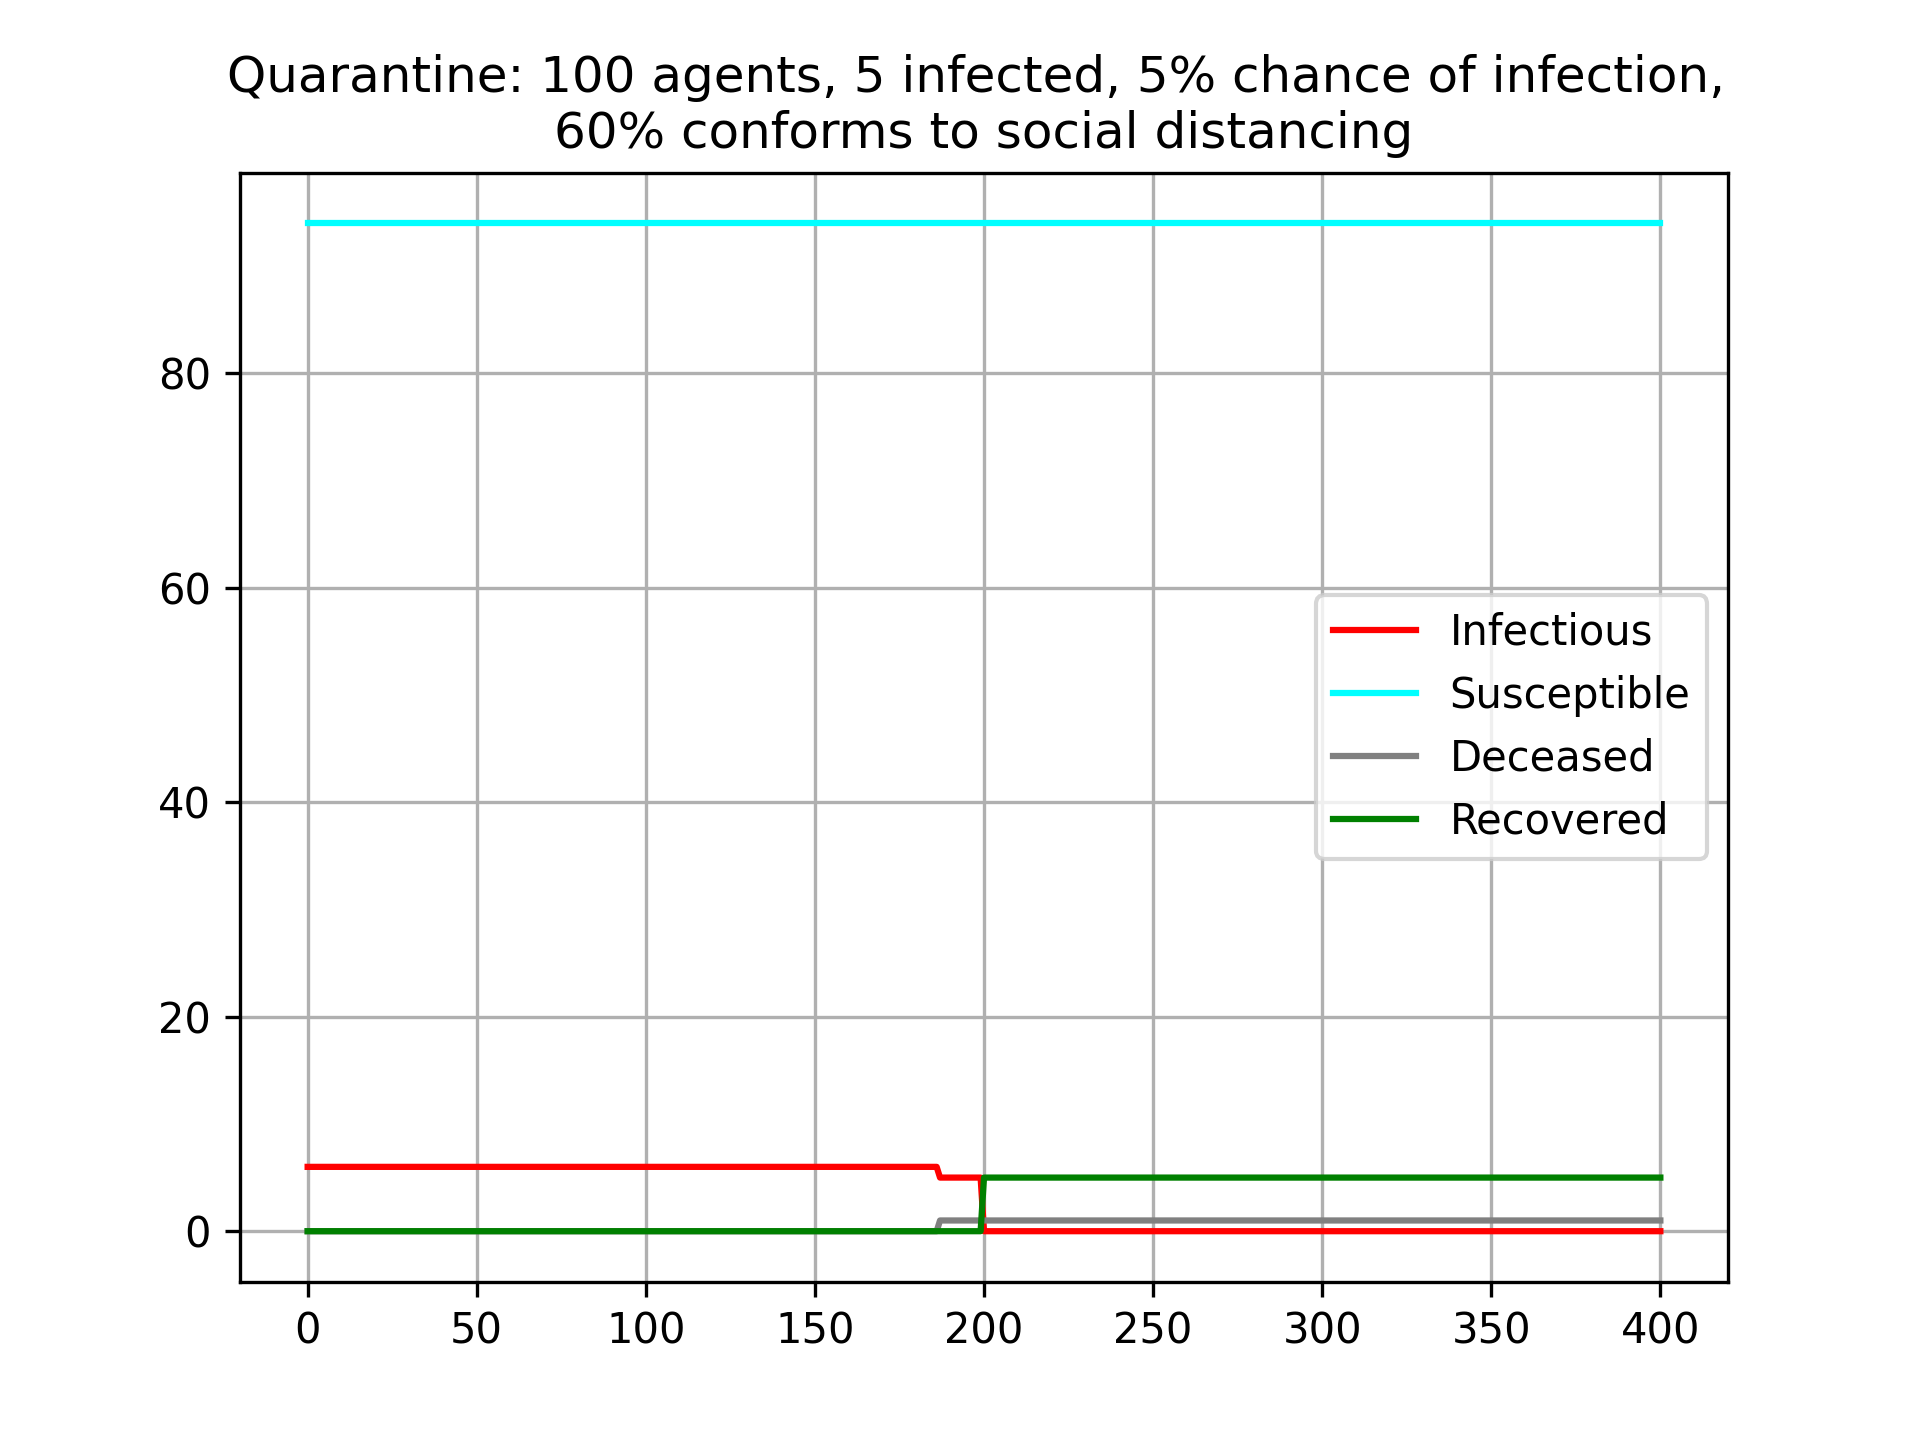 Quarantine: 100 agents, 5 infected, 5% chance of infection,
60% conforms to social distancing
80
60
40
20
0
Infectious
Susceptible
Deceased
Recovered
0 50 100 150 200 250 300 350 400